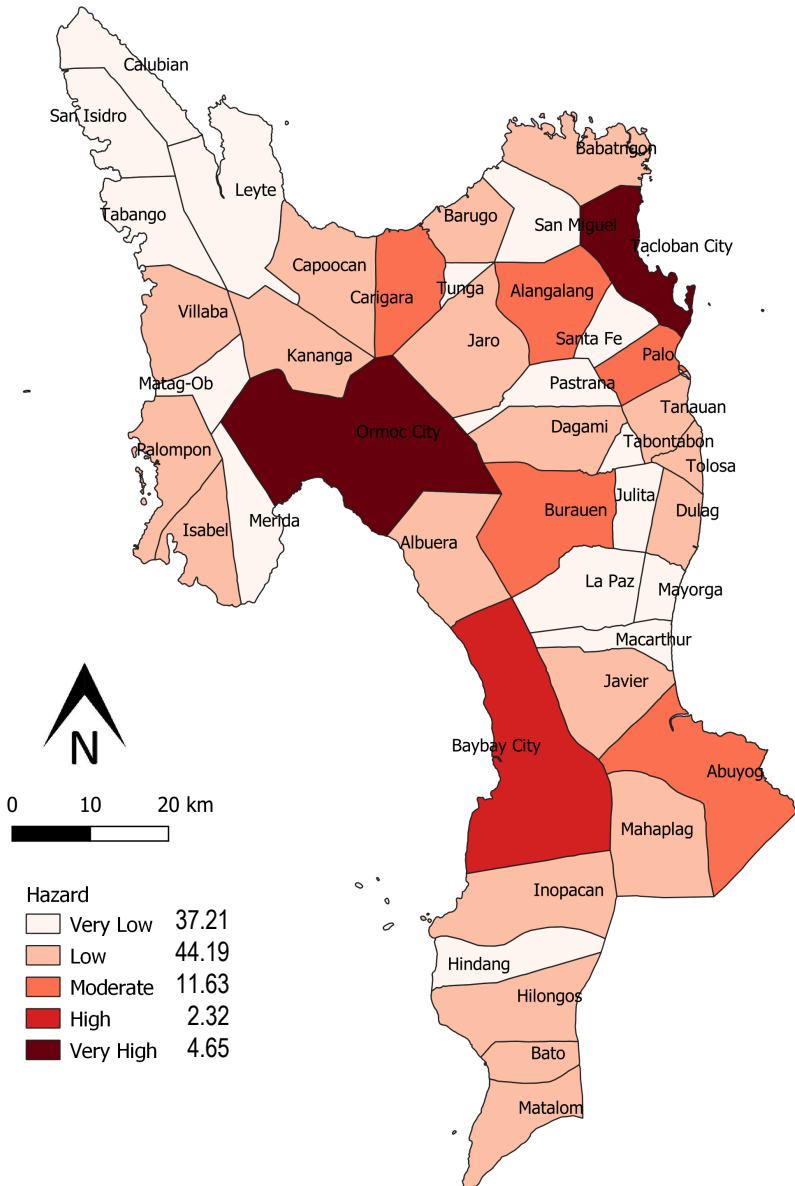 Calubian
San Isidro
Babatngon
Leyte
Tabango
Barugo
San Miguel
Tacloban City
Capoocan
Tunga
Alangalang
Carigara
Villaba
Santa Fe
Jaro
Kananga
Palo
Matag-Ob
Pastrana
Tanauan
Ormoc City
Dagami
Tabontabon
Palompon
Tolosa
Julita
Burauen
Dulag
Merida
Isabel
Albuera
La Paz
Mayorga
Macarthur
Javier
N
Baybay City
Abuyog
0 10 20 km
Mahaplag
Hazard
Inopacan
Very Low 37.21
Low 44.19
Hindang
Moderate 11.63
Hilongos
High 2.32
Very High 4.65
Bato
Matalom